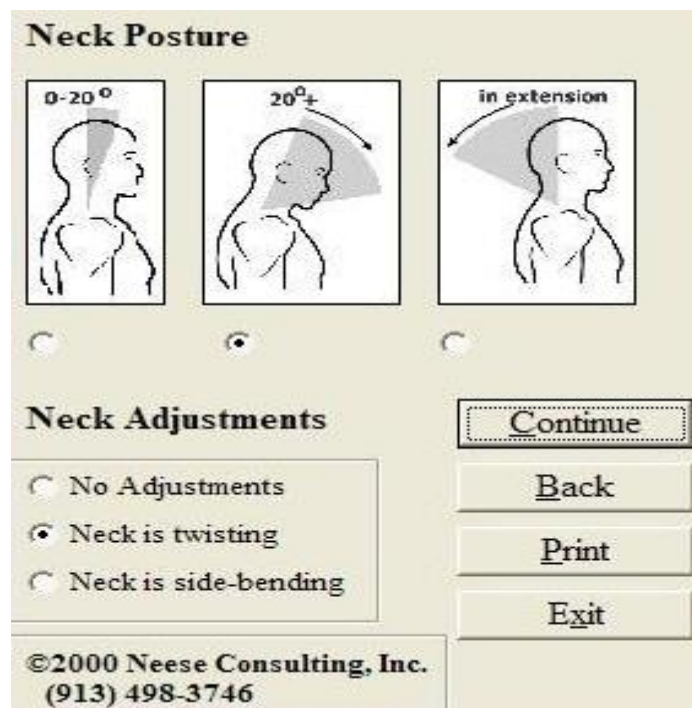 Neck Posture
0-20 º
20º+
in extension
Neck Adjustments
No Adjustments
Neck is twisting
Neck is side-bending
Continue
Back
Print
Exit
©2000 Neese Consulting, Inc.
(913) 498-3746